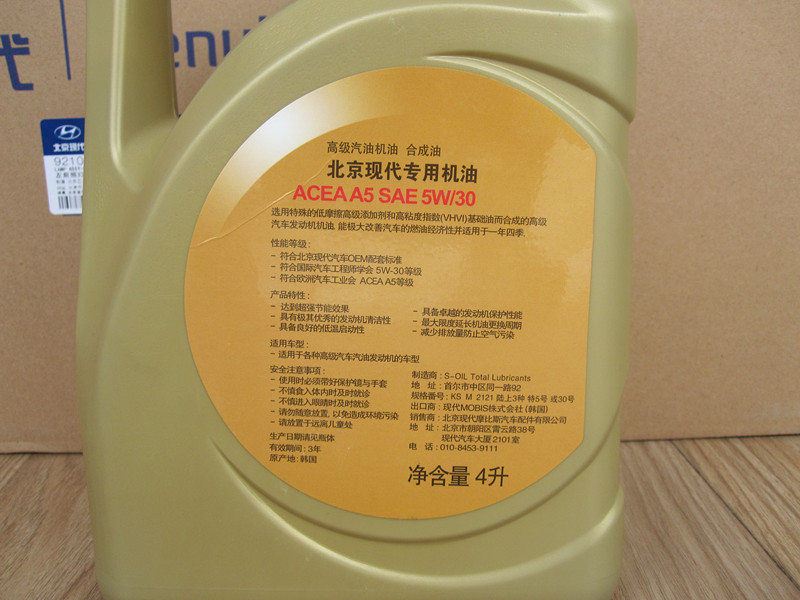 代
enui
北京现代
9210
高级汽油机油 合成油
北京现代专用机油
ACEA A5 SAE 5W/30
选用特殊的低摩擦高级添加剂和高粘度指数(VHVI)基础油而合成的高级
汽车发动机机油. 能极大改善汽车的燃油经济性并适用于一年四季.
性能等级:
- 符合北京现代汽车OEM配套标准
- 符合国际汽车工程师学会 5W-30等级
- 符合欧洲汽车工业会 ACEA A5等级
产品特性:
- 达到超强节能效果
- 具有极其优秀的发动机清洁性
- 具备良好的低温启动性
- 具备卓越的发动机保护性能
- 最大限度延长机油更换周期
- 减少排放量防止空气污染
适用车型:
- 适用于各种高级汽车汽油发动机的车型
安全注意事项:
- 使用时必须带好保护镜与手套
- 不慎食入体内时及时就诊
- 不慎进入眼睛时及时就诊
- 请勿随意放置, 以免造成环境污染
- 请放置于远离儿童处
生产日期请见瓶体
有效期间: 3年
原产地: 韩国
制造商: S-OIL Total Lubricants
地 址: 首尔市中区同一路92
规格番号: KS M 2121 陆上3种 特5号 或30号
出口商: 现代MOBIS株式会社(韩国)
销售商: 北京现代摩比斯汽车配件有限公司
地 址: 北京市朝阳区霄云路38号
现代汽车大厦2101室
电 话: 010-8453-9111
净含量 4升